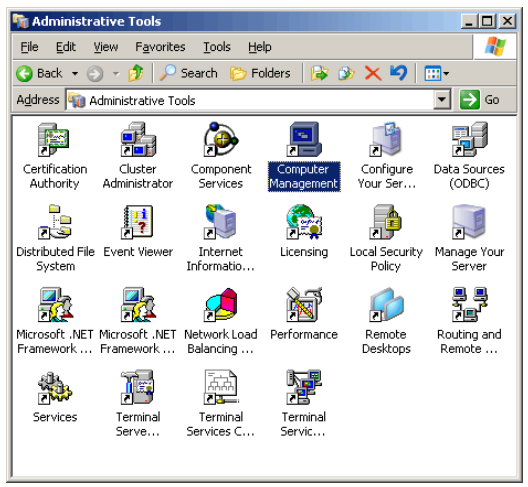 Administrative Tools
File Edit View Favorites Tools Help
Back Search Folders
Address Administrative Tools Go
Certification Authority
Cluster Administrator
Component Services
Computer Management
Configure Your Ser...
Data Sources (ODBC)
Distributed File System
Event Viewer
Internet Informatio...
Licensing
Local Security Policy
Manage Your Server
Microsoft .NET Framework ...
Microsoft .NET Framework ...
Network Load Balancing ...
Performance
Remote Desktops
Routing and Remote ...
Services
Terminal Serve...
Terminal Services C...
Terminal Servic...